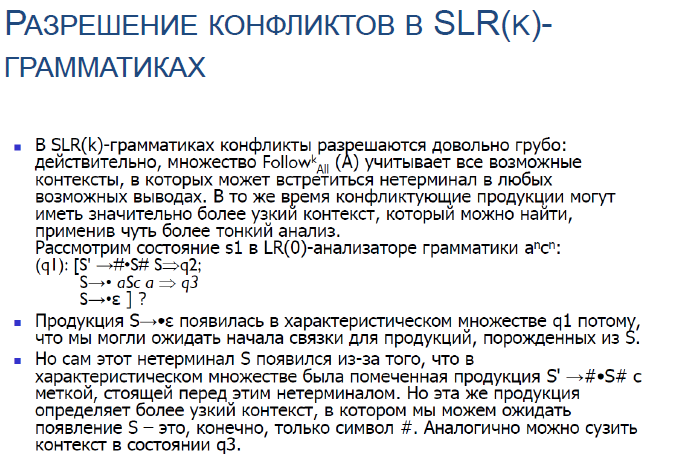 РАЗРЕШЕНИЕ КОНФЛИКТОВ В SLR(K)-
ГРАММАТИКАХ
В SLR(k)-грамматиках конфликты разрешаются довольно грубо:
действительно, множество FollowᵏAll (A) учитывает все возможные
контексты, в которых может встретиться нетерминал в любых
возможных выводах. В то же время конфликтующие продукции могут
иметь значительно более узкий контекст, который можно найти,
применив чуть более тонкий анализ.
Рассмотрим состояние s1 в LR(0)-анализаторе грамматики aⁿcⁿ:
(q1): [S' →#•S# S⇒q2;
S→• aSc a ⇒ q3
S→•ε ] ?
Продукция S→•ε появилась в характеристическом множестве q1 потому,
что мы могли ожидать начала связки для продукций, порожденных из S.
Но сам этот нетерминал S появился из-за того, что в
характеристическом множестве была помеченная продукция S' →#•S# с
меткой, стоящей перед этим нетерминалом. Но эта же продукция
определяет более узкий контекст, в котором мы можем ожидать
появление S – это, конечно, только символ #. Аналогично можно сузить
контекст в состоянии q3.